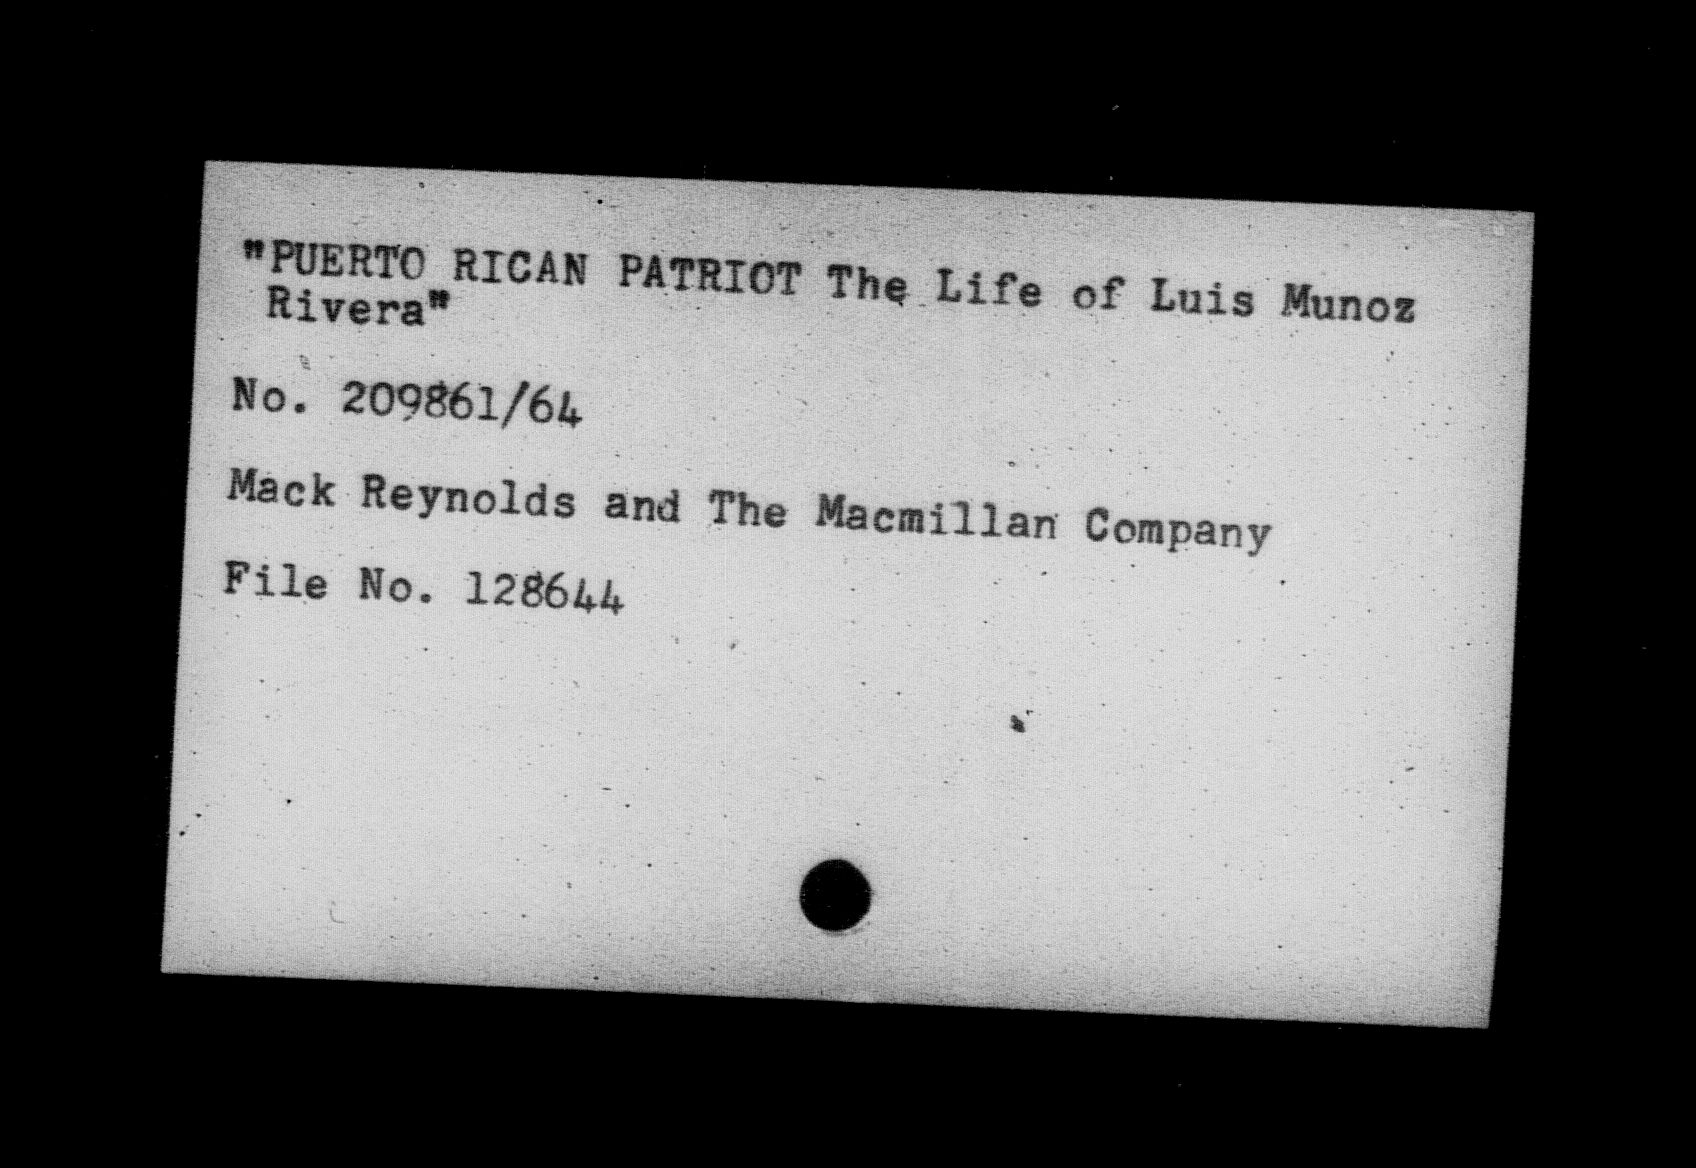 "PUERTO RICAN PATRIOT The Life of Luis Munoz
Rivera"
No. 209861/64
Mack Reynolds and The Macmillan Company
File No. 128644